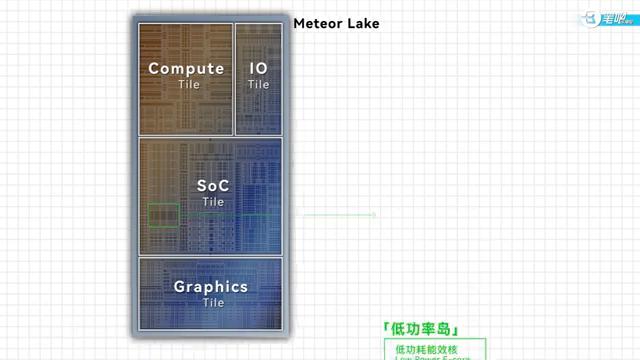 笔吧
Meteor Lake
Compute
Tile
IO
Tile
SoC
Tile
Graphics
Tile
「低功率岛」
低功耗能效核
Low Power E-core